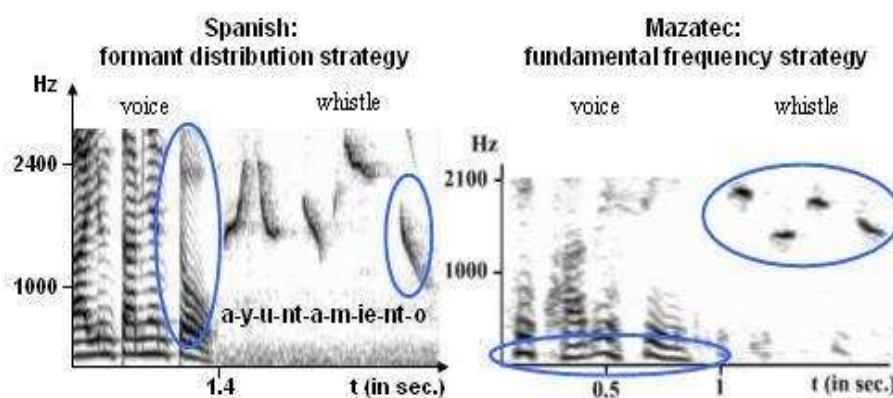 Spanish:
formant distribution strategy
Hz
voice
whistle
2400
1000
a-y-u-nt-a-m-ie-nt-o
1.4
t (in sec.)
Mazatec:
fundamental frequency strategy
voice
whistle
Hz
2100
1000
0.5
1
t (in sec.)